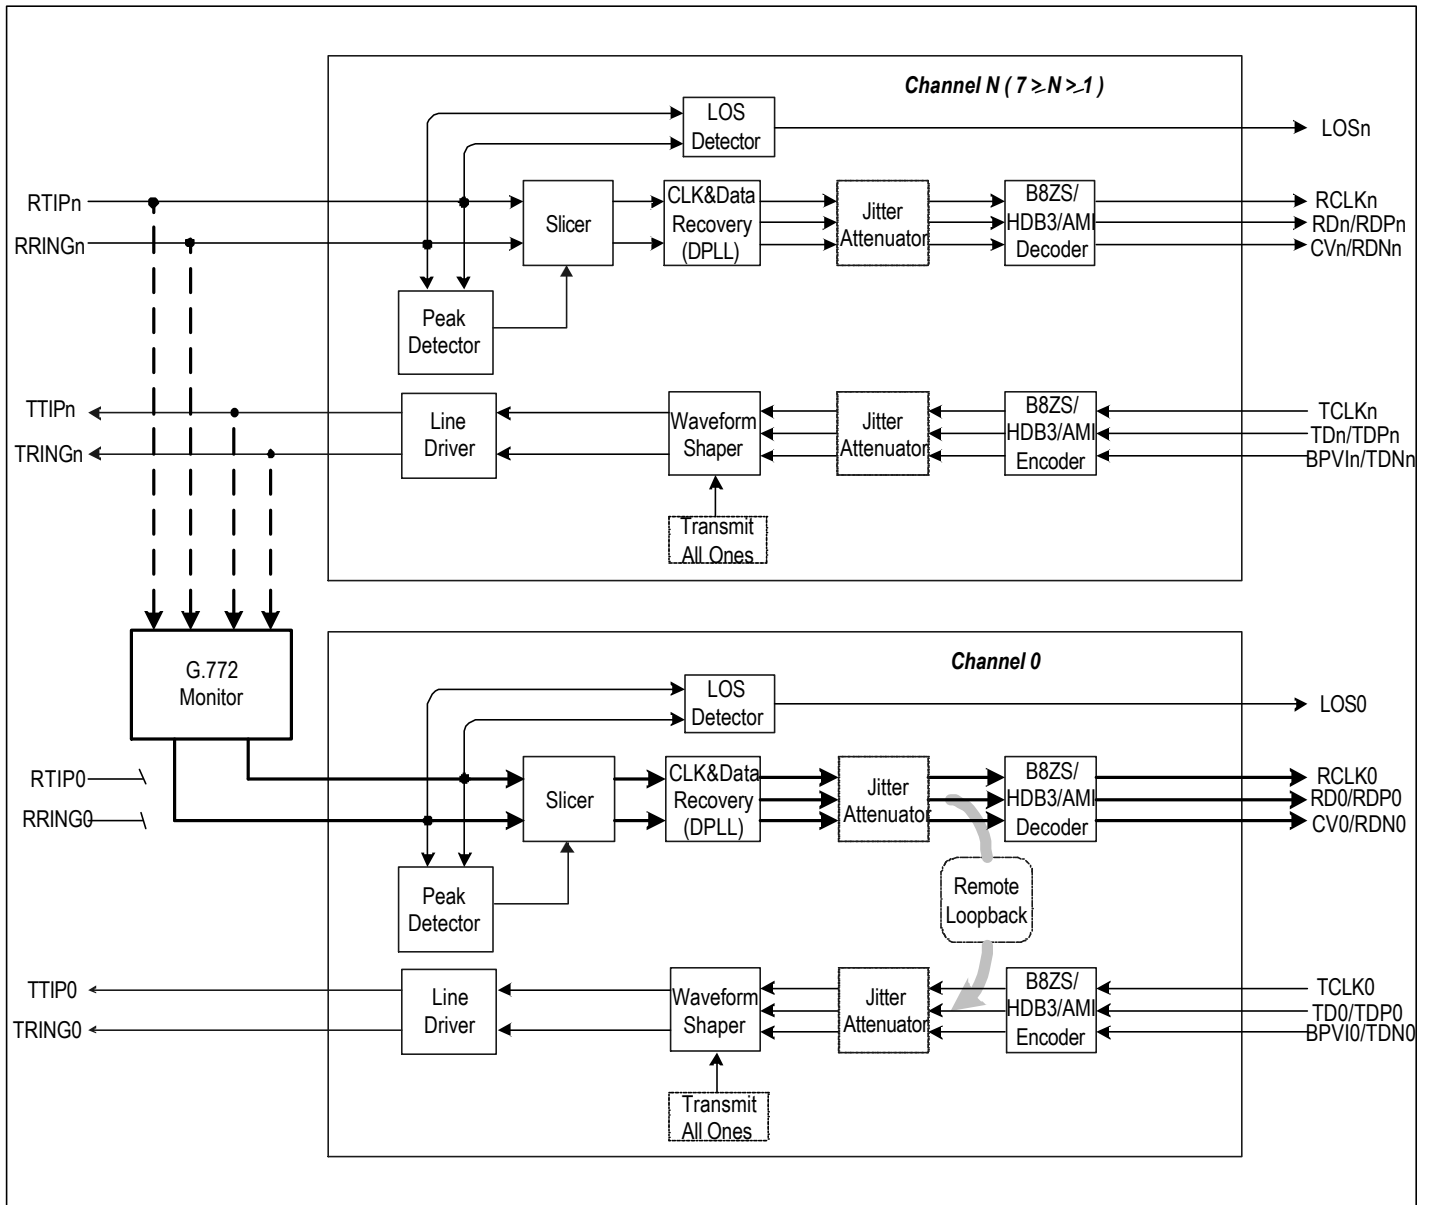 Channel N ( 7 ≥ N ≥ 1 )
LOS
Detector
LOSn
RTIPn
RRINGn
Slicer
CLK&Data
Recovery
(DPLL)
Jitter
Attenuator
B8ZS/
HDB3/AMI
Decoder
RCLKn
RDn/RDPn
CVn/RDNn
Peak
Detector
TTIPn
TRINGn
Line
Driver
Waveform
Shaper
Jitter
Attenuator
B8ZS/
HDB3/AMI
Encoder
TCLKn
TDn/TDPn
BPVIn/TDNn
Transmit
All Ones
G.772
Monitor
Channel 0
LOS
Detector
LOS0
RTIP0
RRING0
Slicer
CLK&Data
Recovery
(DPLL)
Jitter
Attenuator
B8ZS/
HDB3/AMI
Decoder
RCLK0
RD0/RDP0
CV0/RDN0
Peak
Detector
Remote
Loopback
TTIP0
TRING0
Line
Driver
Waveform
Shaper
Jitter
Attenuator
B8ZS/
HDB3/AMI
Encoder
TCLK0
TD0/TDP0
BPVI0/TDN0
Transmit
All Ones